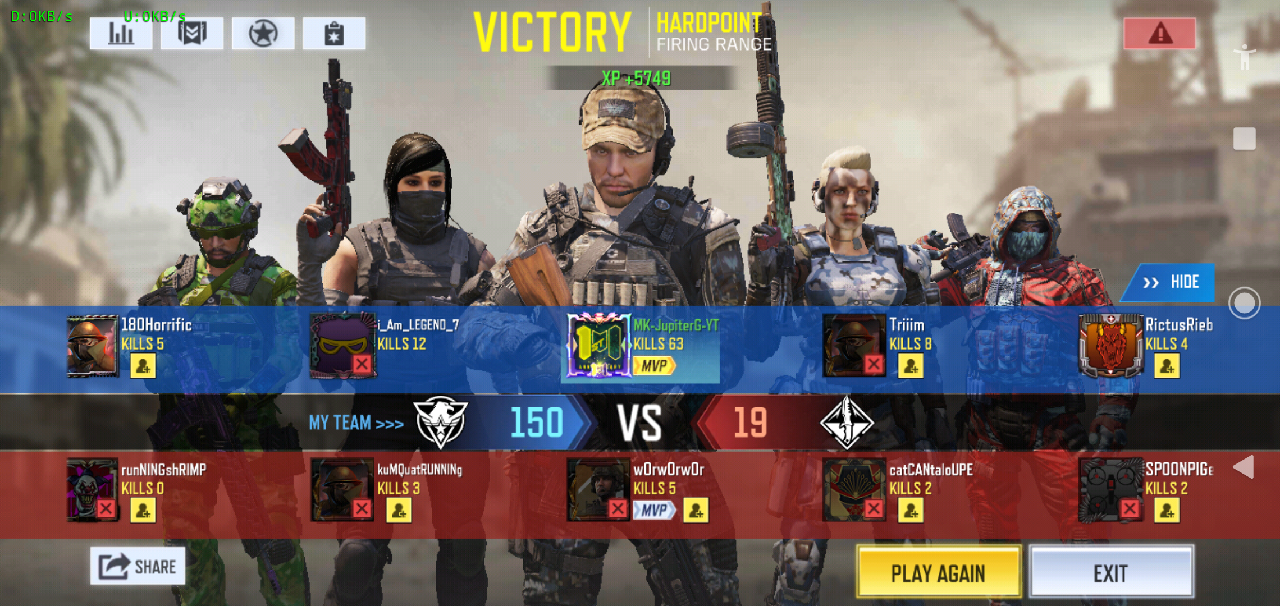 D:0KB/s U:0KB/s
VICTORY
HARDPOINT
FIRING RANGE
XP +5749
>> HIDE
180Horrific
KILLS 5
i_Am_LEGEND_7
KILLS 12
MK-JupiterG-YT
KILLS 63
MVP
Triiim
KILLS 8
RictusRieb
KILLS 4
MY TEAM >>>
150
VS
19
runNINGshRIMP
KILLS 0
kuMQuatRUNNINg
KILLS 3
w0rw0rw0r
KILLS 5
MVP
catCANtaloUPE
KILLS 2
SPOONPIGe
KILLS 2
SHARE
PLAY AGAIN
EXIT